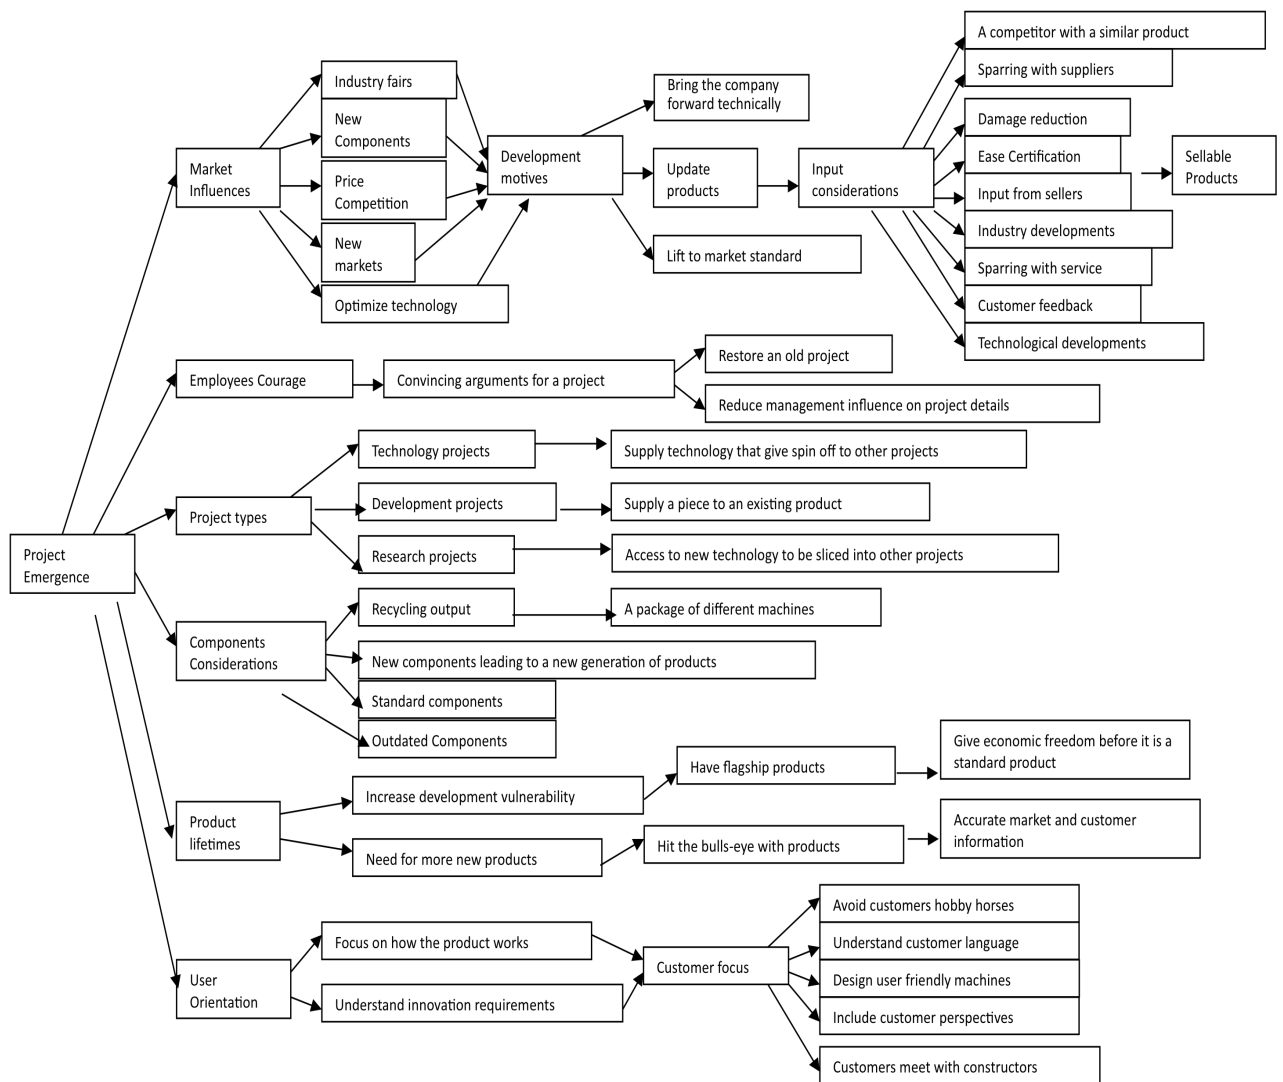 Project
Emergence
Market
Influences
Industry fairs
New
Components
Price
Competition
New
markets
Optimize technology
Development
motives
Bring the company
forward technically
Update
products
Lift to market standard
Input
considerations
A competitor with a similar product
Sparring with suppliers
Damage reduction
Ease Certification
Input from sellers
Industry developments
Sparring with service
Customer feedback
Technological developments
Sellable
Products
Employees Courage
Convincing arguments for a project
Restore an old project
Reduce management influence on project details
Project types
Technology projects
Supply technology that give spin off to other projects
Development projects
Supply a piece to an existing product
Research projects
Access to new technology to be sliced into other projects
Components
Considerations
Recycling output
A package of different machines
New components leading to a new generation of products
Standard components
Outdated Components
Product
lifetimes
Increase development vulnerability
Have flagship products
Give economic freedom before it is a
standard product
Need for more new products
Hit the bulls-eye with products
Accurate market and customer
information
User
Orientation
Focus on how the product works
Understand innovation requirements
Customer focus
Avoid customers hobby horses
Understand customer language
Design user friendly machines
Include customer perspectives
Customers meet with constructors